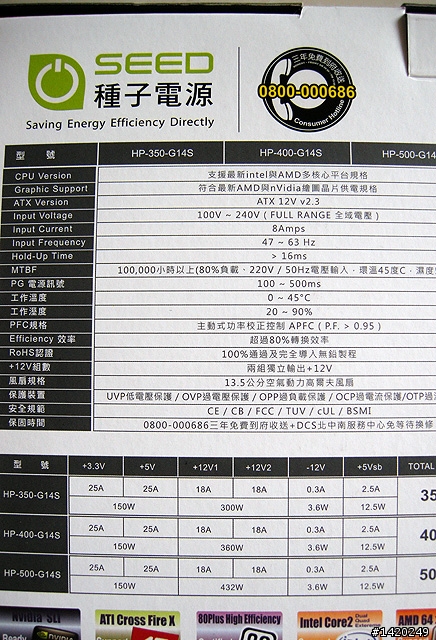 SEED
種子電源
Saving Energy Efficiency Directly
三年免費到府收送
0800-000686
Consumer Hotline
型 號 HP-350-G14S HP-400-G14S HP-500-G14
CPU Version 支援最新intel與AMD多核心平台規格
Graphic Support 符合最新AMD與nVidia繪圖晶片供電規格
ATX Version ATX 12V v2.3
Input Voltage 100V ~ 240V ( FULL RANGE 全域電壓 )
Input Current 8Amps
Input Frequency 47 ~ 63 Hz
Hold-Up Time > 16ms
MTBF 100,000小時以上(80%負載、220V / 50Hz電壓輸入，環溫45度C，濕度
PG 電源訊號 100 ~ 500ms
工作溫度 0 ~ 45°C
工作溼度 20 ~ 90%
PFC規格 主動式功率校正控制 APFC ( P.F. > 0.95 )
Efficiency 效率 超過80%轉換效率
RoHS認證 100%通過及完全導入無鉛製程
+12V組數 兩組獨立輸出+12V
風扇規格 13.5公分空氣動力高爾夫風扇
保護裝置 UVP低電壓保護 / OVP過電壓保護 / OPP過負載保護 / OCP過電流保護/OTP過
安全規範 CE / CB / FCC / TUV / cUL / BSMI
保固時間 0800-000686三年免費到府收送+DCS北中南服務中心免等待換修
型 號 +3.3V +5V +12V1 +12V2 -12V +5Vsb TOTAL
HP-350-G14S 25A 25A 18A 18A 0.3A 2.5A 35
150W 300W 3.6W 12.5W
HP-400-G14S 25A 25A 18A 18A 0.3A 2.5A 40
150W 360W 3.6W 12.5W
HP-500-G14S 25A 25A 18A 18A 0.3A 2.5A 50
150W 432W 3.6W 12.5W
Nvidia SLI ATI Cross Fire X 80Plus High Efficiency Intel Core2 Dual Quad Extreme AMD 64
Ready
#1420249